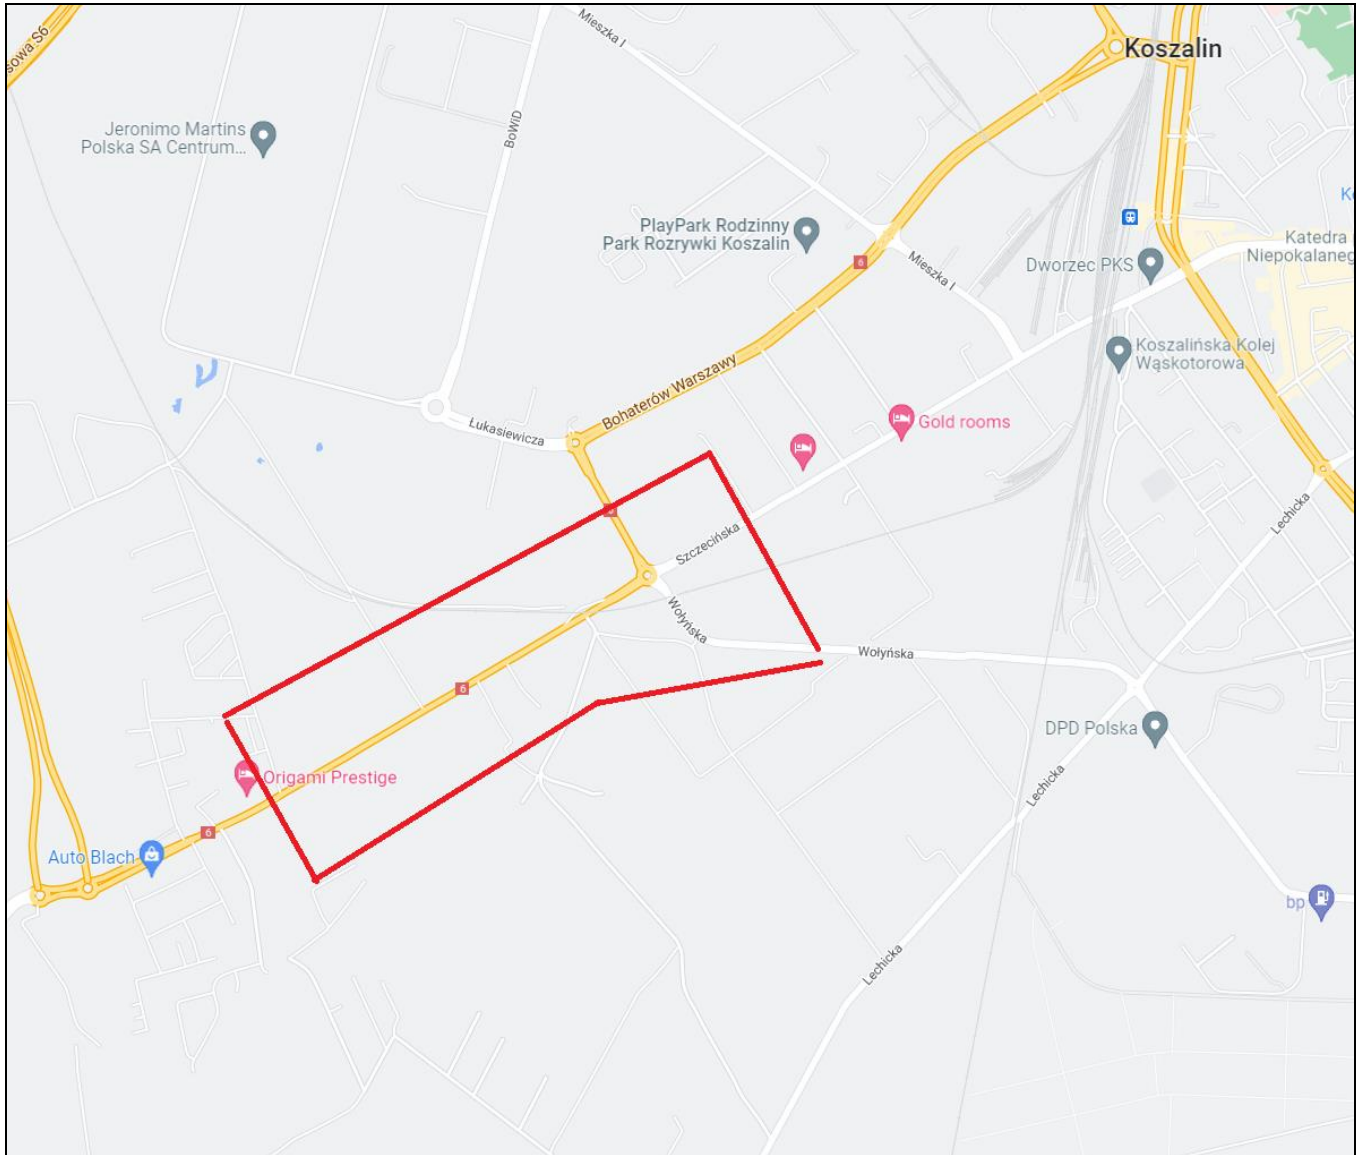 sowa S6
Mieszka I
Koszalin
Jeronimo Martins
Polska SA Centrum...
BoWiD
PlayPark Rodzinny
Park Rozrywki Koszalin
6
Mieszka I
Dworzec PKS
Katedra
Niepokalaneg
Koszalińska Kolej
Wąskotorowa
Bohaterów Warszawy
Łukasiewicza
Gold rooms
Lechicka
Szczecińska
Wołyńska
Wołyńska
6
DPD Polska
Origami Prestige
Lechicka
6
Auto Blach
bp
Lechicka